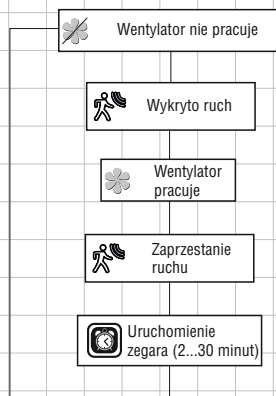 Wentylator nie pracuje
Wykryto ruch
Wentylator
pracuje
Zaprzestanie
ruchu
Uruchomienie
zegara (2...30 minut)